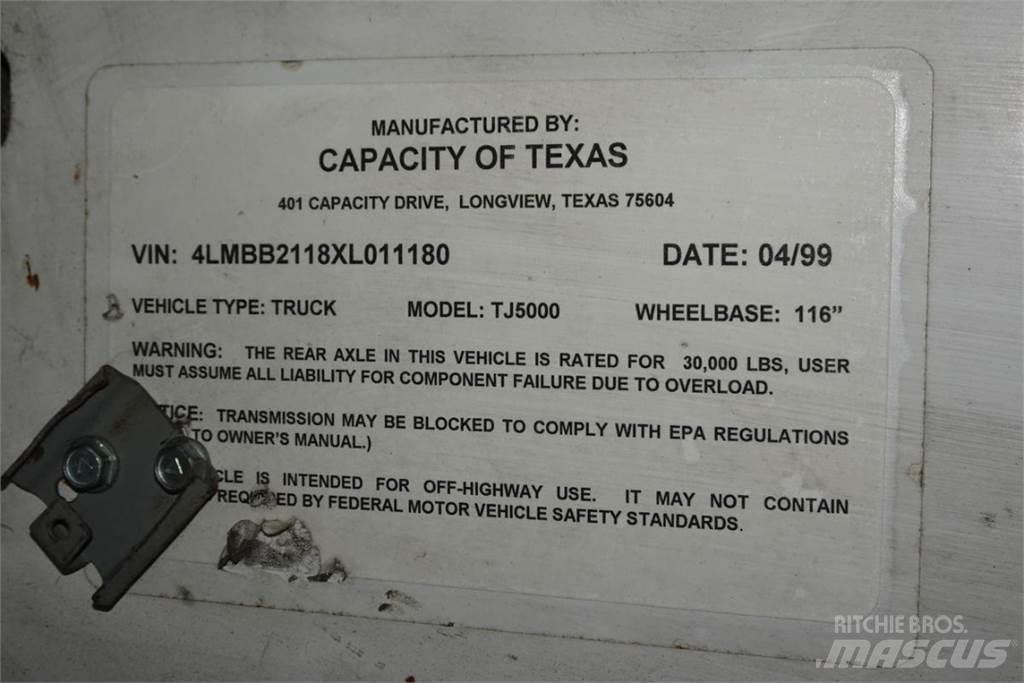 MANUFACTURED BY:
CAPACITY OF TEXAS
401 CAPACITY DRIVE, LONGVIEW, TEXAS 75604
VIN: 4LMBB2118XL011180 DATE: 04/99
VEHICLE TYPE: TRUCK MODEL: TJ5000 WHEELBASE: 116”
WARNING: THE REAR AXLE IN THIS VEHICLE IS RATED FOR 30,000 LBS, USER
MUST ASSUME ALL LIABILITY FOR COMPONENT FAILURE DUE TO OVERLOAD.
TRANSMISSION MAY BE BLOCKED TO COMPLY WITH EPA REGULATIONS
TO OWNER'S MANUAL.)
IS INTENDED FOR OFF-HIGHWAY USE. IT MAY NOT CONTAIN
REQUIRED BY FEDERAL MOTOR VEHICLE SAFETY STANDARDS.
RITCHIE BROS.
MASCUS